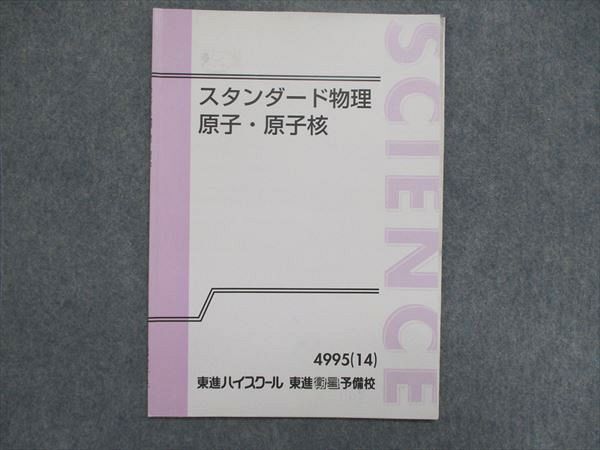 スタンダード物理
原子・原子核
SCIENCE
4995(14)
東進ハイスクール 東進衛星予備校